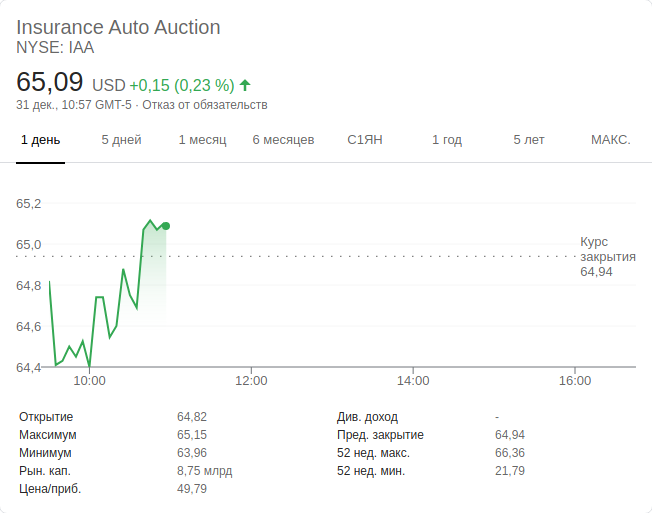 Insurance Auto Auction
NYSE: IAA
65,09 USD +0,15 (0,23 %)
31 дек., 10:57 GMT-5 · Отказ от обязательств
1 день 5 дней 1 месяц 6 месяцев С1ЯН 1 год 5 лет МАКС.
65,2
65,0
64,8
64,6
64,4
Курс
закрытия
64,94
10:00 12:00 14:00 16:00
Открытие 64,82 Див. доход -
Максимум 65,15 Пред. закрытие 64,94
Минимум 63,96 52 нед. макс. 66,36
Рын. кап. 8,75 млрд 52 нед. мин. 21,79
Цена/приб. 49,79